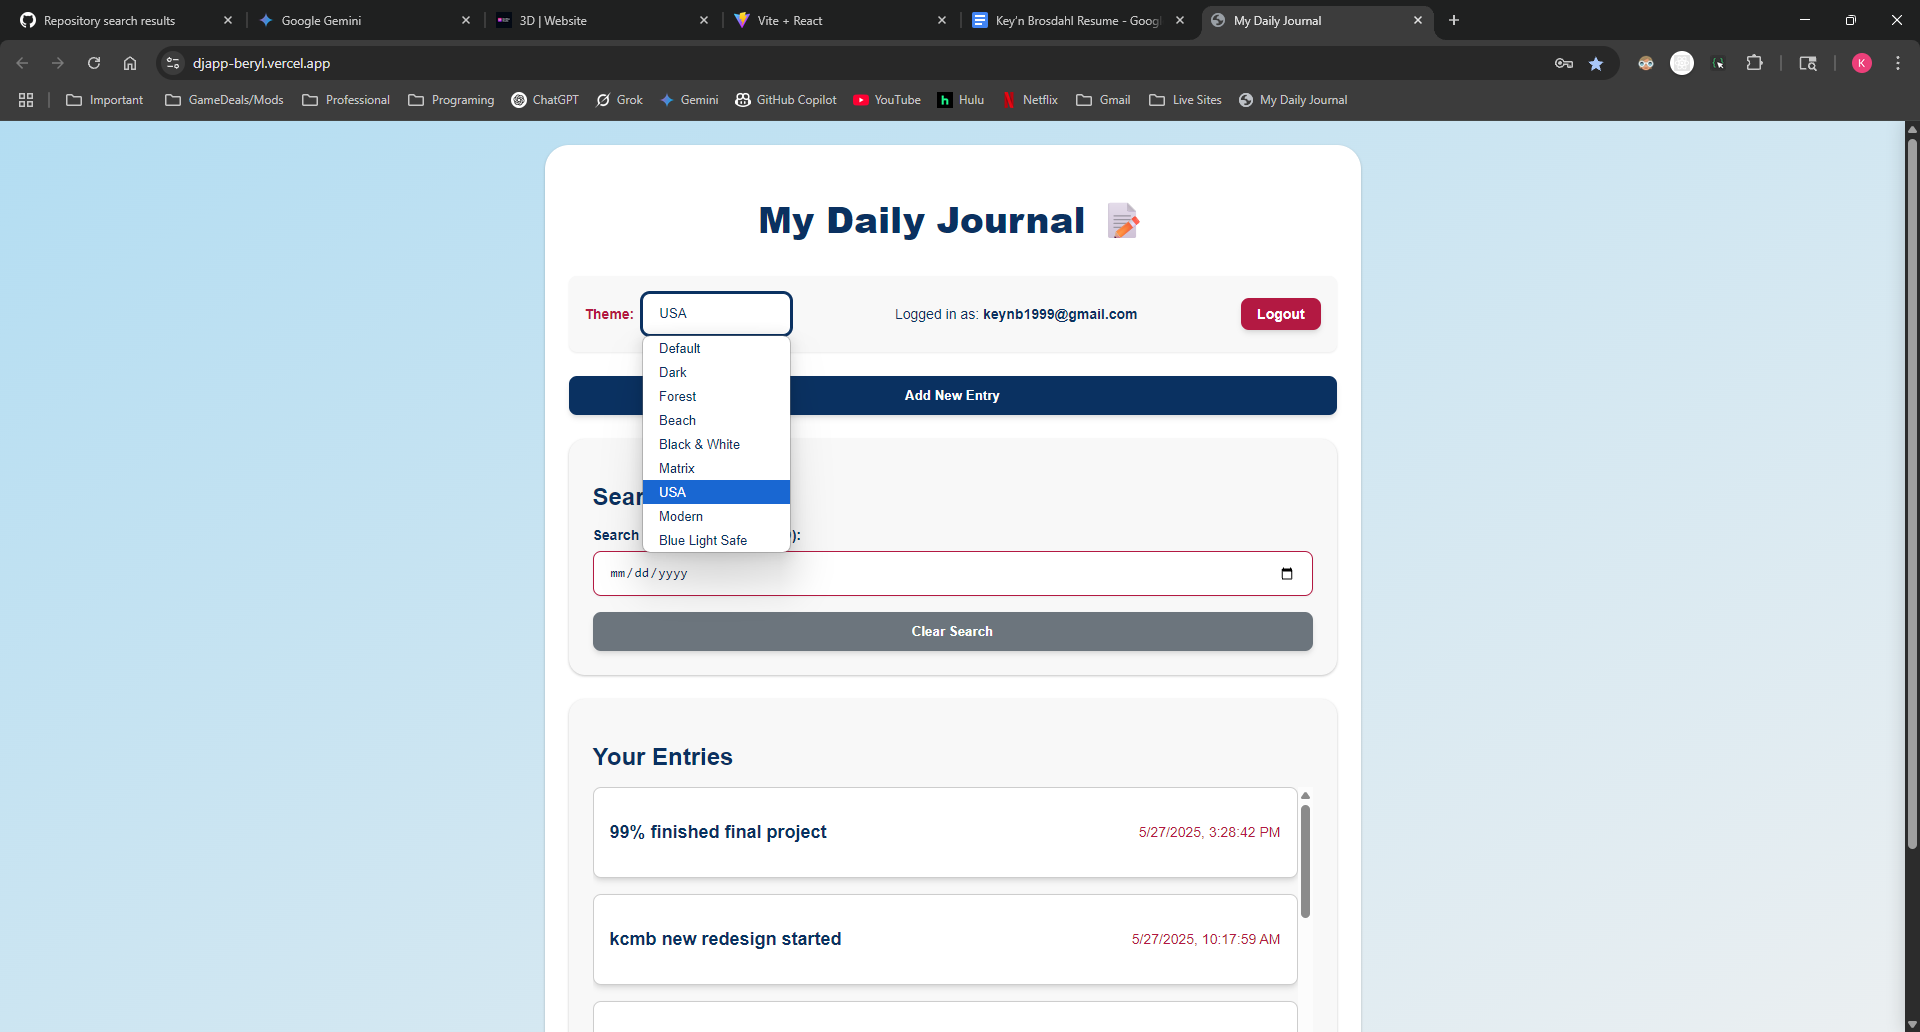 Repository search results
Google Gemini
3D | Website
Vite + React
Key'n Brosdahl Resume - Goog
My Daily Journal
djapp-beryl.vercel.app
K
Important
GameDeals/Mods
Professional
Programing
ChatGPT
Grok
Gemini
GitHub Copilot
YouTube
h Hulu
Netflix
Gmail
Live Sites
My Daily Journal
My Daily Journal
Theme: USA
Logged in as: keynb1999@gmail.com
Logout
Default
Dark
Forest
Beach
Black & White
Matrix
USA
Modern
Blue Light Safe
Add New Entry
Sear
Search ):
mm/dd/yyyy
Clear Search
Your Entries
99% finished final project 5/27/2025, 3:28:42 PM
kcmb new redesign started 5/27/2025, 10:17:59 AM